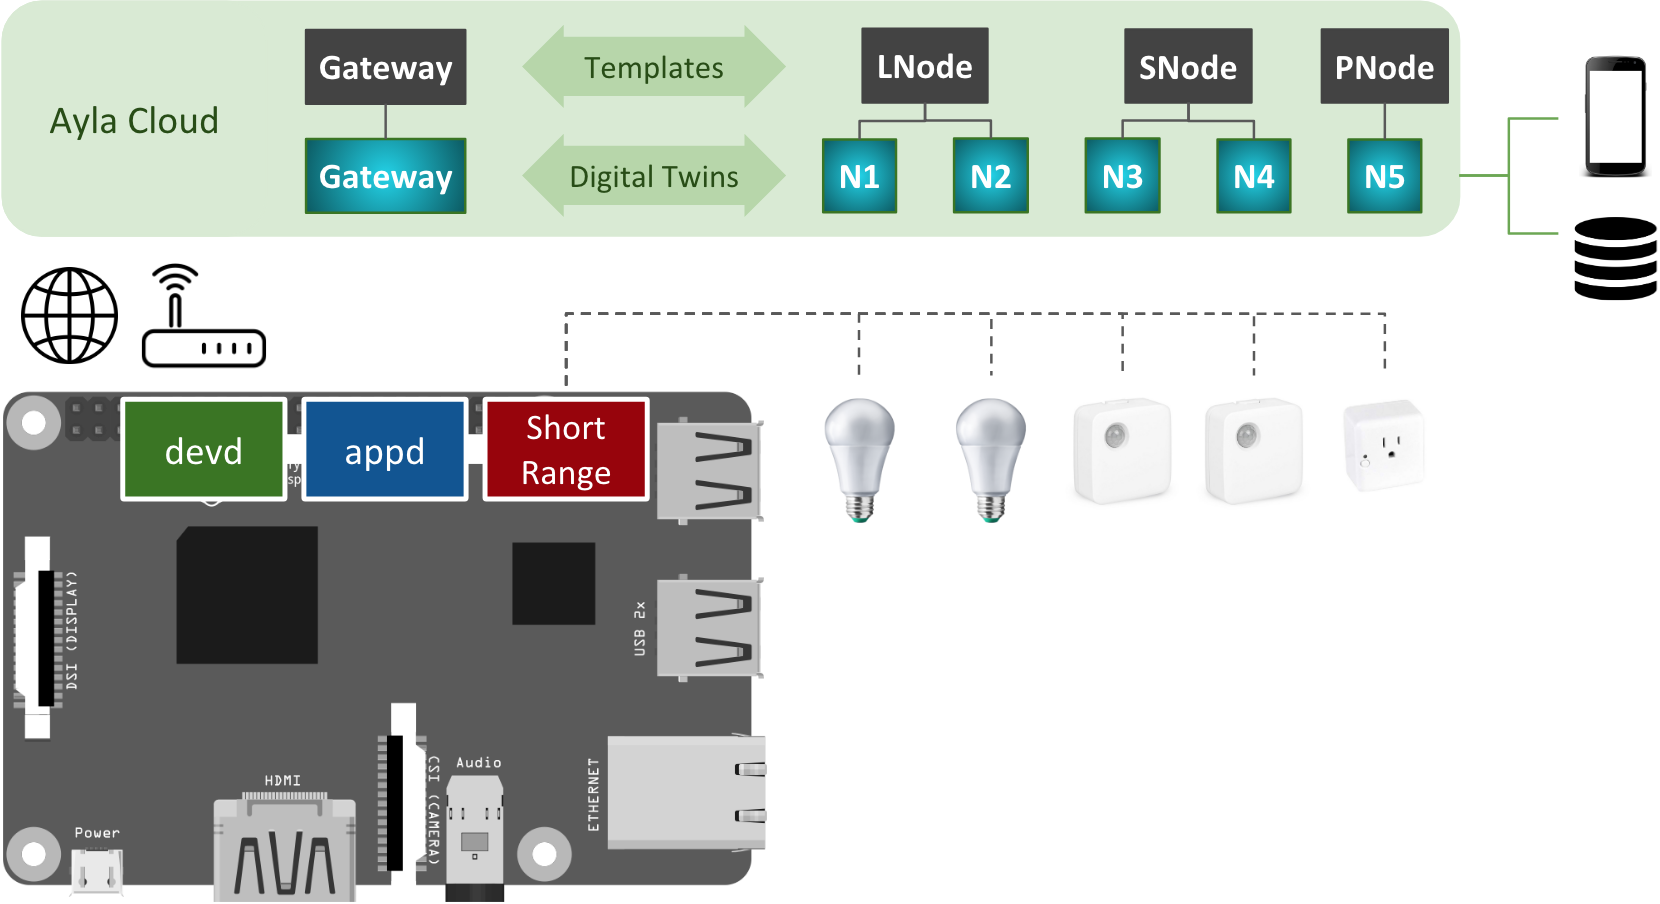 Ayla Cloud
Gateway
Templates
LNode
SNode
PNode
Gateway
Digital Twins
N1
N2
N3
N4
N5
devd
appd
Short
Range
DSI (DISPLAY)
USB 2x
HDMI
CSI (CAMERA)
Audio
ETHERNET
Power